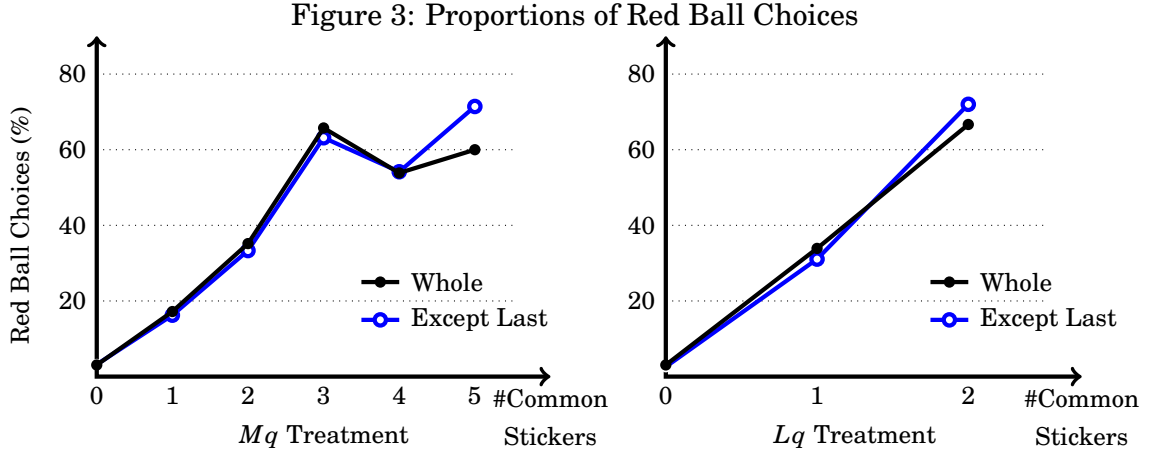 Figure 3: Proportions of Red Ball Choices
Red Ball Choices (%)
80
60
40
20
Whole
Except Last
0 1 2 3 4 5 #Common
Mq Treatment Stickers
80
60
40
20
Whole
Except Last
0 1 2 #Common
Lq Treatment Stickers